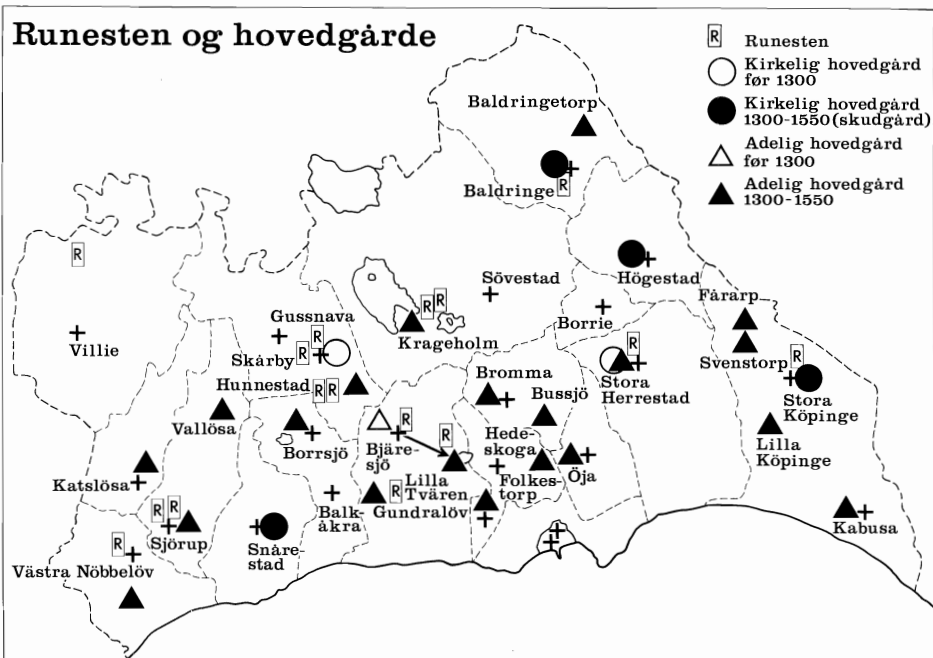 Runesten og hovedgårde
R Runesten
Kirkelig hovedgård
før 1300
Kirkelig hovedgård
1300-1550(skudgård)
Adelig hovedgård
før 1300
Adelig hovedgård
1300-1550
Baldringetorp
Baldringe
R
R
Högestad
Sövestad
Fårarp
Gussnava
R R
Borrie
Villie
R
Krageholm
R
Skårby
R
Svenstorp
R
Hunnestad
R R
Bromma
Stora
Herrestad
Stora
Köpinge
Bussjö
Vallösa
R
R
Borrsjö
Bjäre-
sjö
Hede-
skoga
Lilla
Köpinge
Katslösa
Lilla
Tvären
Folkes-
torp
Öja
R
Gundralöv
R R
Balk-
åkra
Kabusa
Sjörup
R
Snåre-
stad
Västra Nöbbelöv